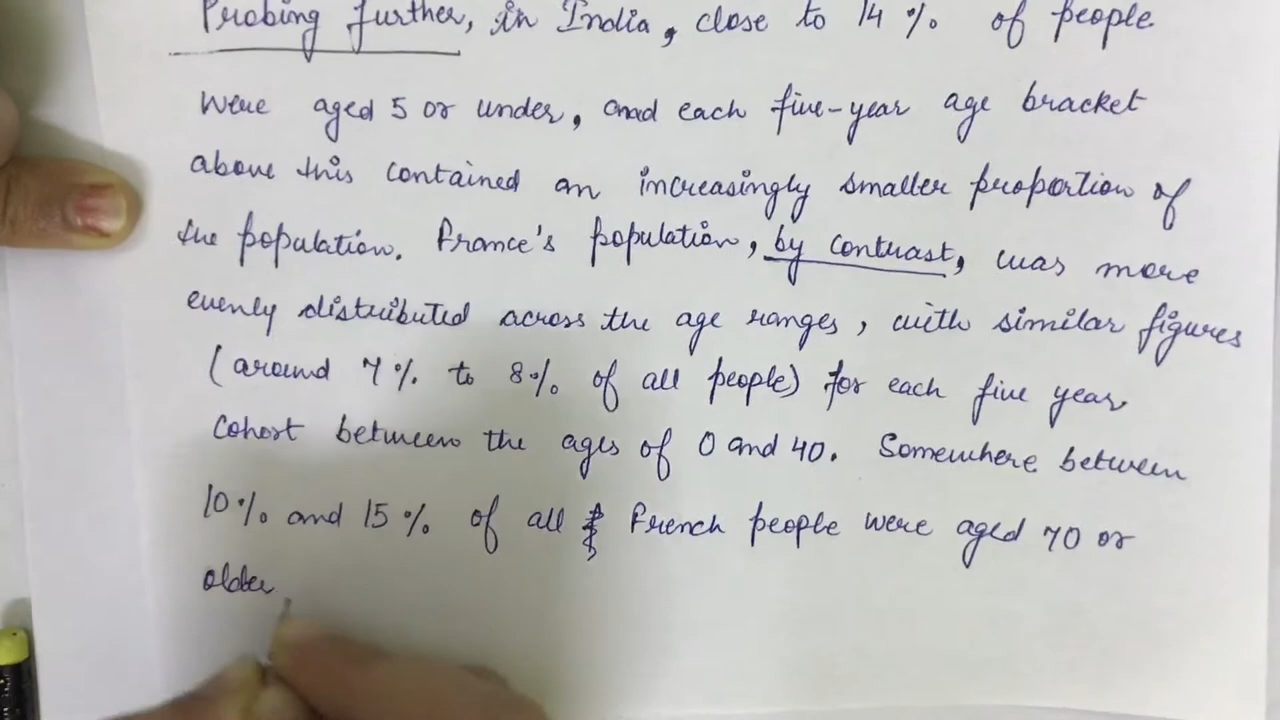 Probing further, in India, close to 14% of people
Were aged 5 or under, and each five-year age bracket
above this contained an increasingly smaller proportion of
the population. France's population, by contrast, was more
evenly distributed across the age ranges, with similar figures
(around 7% to 8% of all people) for each five year
Cohort between the ages of 0 and 40. Somewhere between
10% and 15% of all French people were aged 70 or
older